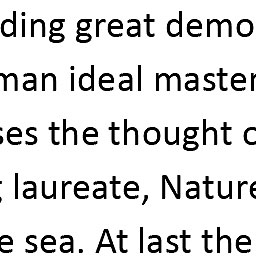 ding great demo
man ideal master
ses the thought o
g laureate, Nature
e sea. At last the